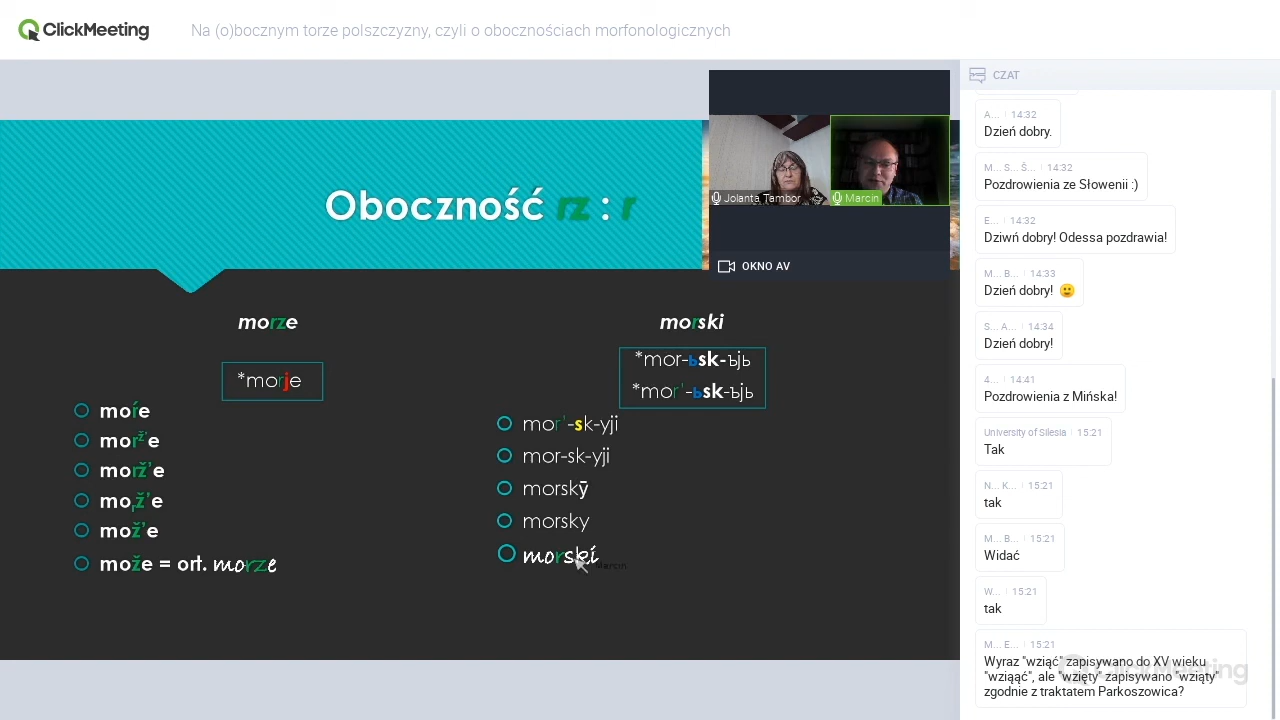 ClickMeeting
Na (o)bocznym torze polszczyzny, czyli o obocznościach morfonologicznych
Oboczność rz : r
Jolanta Tambor
Marcin
OKNO AV
morze
*morje
moŕe
morž’e
morž’e
morž’e
mož’e
može = ort. morze
morski
*mor-ьsk-ъjь
*mor’-ьsk-ъjь
mor’-sk-yji
mor-sk-yji
morskȳ
morsky
morski
Marcin
CZAT
A... 14:32
Dzień dobry.
M... S... Š... 14:32
Pozdrowienia ze Słowenii :)
E... 14:32
Dziwń dobry! Odessa pozdrawia!
M... B... 14:33
Dzień dobry! 🙂
S... A... 14:34
Dzień dobry!
4... 14:41
Pozdrowienia z Mińska!
University of Silesia 15:21
Tak
N... K... 15:21
tak
M... B... 15:21
Widać
W... 15:21
tak
M... E... 15:21
Wyraz "wziąć" zapisywano do XV wieku
"wziąąć", ale "wzięty" zapisywano "wziąty"
zgodnie z traktatem Parkoszowica?
ClickMeeting